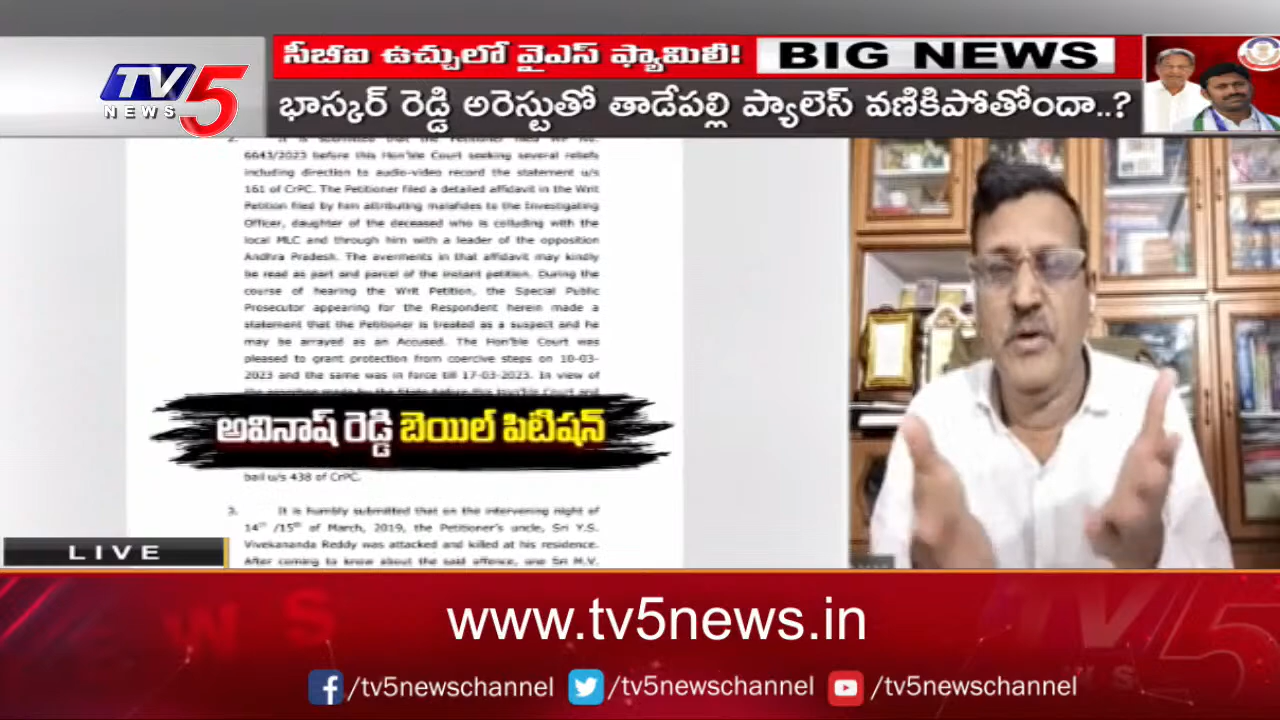 సీబీఐ ఉచ్చులో వైఎస్ ఫ్యామిలీ! BIG NEWS
TV5
NEWS
భాస్కర్ రెడ్డి అరెస్టుతో తాడేపల్లి ప్యాలెస్ వణికిపోతోందా..?
2. It is submitted that the Petitioner filed WP No.
6643/2023 before this Hon'ble Court seeking several reliefs
including direction to audio-video record the statement u/s
161 of CrPC. The Petitioner filed a detailed affidavit in the Writ
Petition filed by him attributing malafides to the Investigating
Officer, daughter of the deceased who is colluding with the
local MLC and through him with a leader of the opposition
Andhra Pradesh. The averments in that affidavit may kindly
be read as part and parcel of the instant petition. During the
course of hearing the Writ Petition, the Special Public
Prosecutor appearing for the Respondent herein made a
statement that the Petitioner is treated as a suspect and he
may be arrayed as an Accused. The Hon'ble Court was
pleased to grant protection from coercive steps on 10-03-
2023 and the same was in force till 17-03-2023. In view of
అవినాష్ రెడ్డి బెయిల్ పిటిషన్
bail u/s 438 of CrPC.
3. It is humbly submitted that on the intervening night of
14th /15th of March, 2019, the Petitioner's uncle, Sri Y.S.
Vivekananda Reddy was attacked and killed at his residence.
After coming to know about the said offence, one Sri M.V.
LIVE
www.tv5news.in
/tv5newschannel /tv5newschannel /tv5newschannel